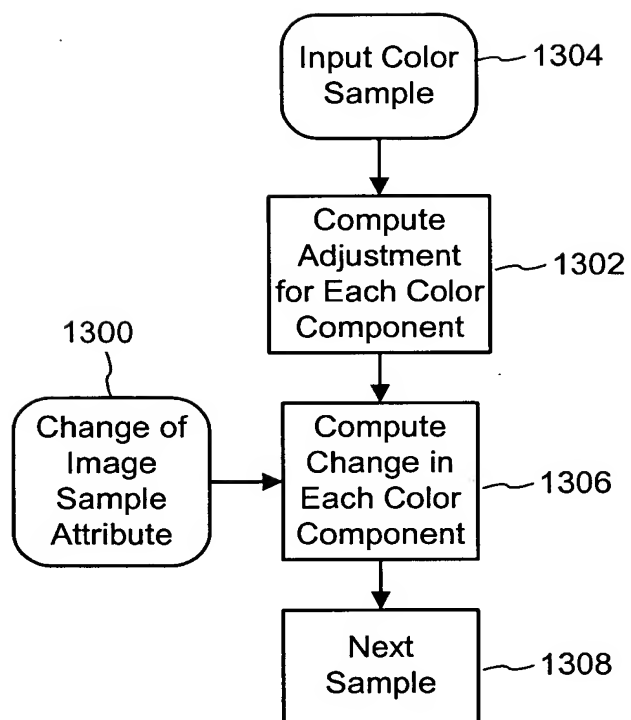 Input Color
Sample
1304
Compute
Adjustment
for Each Color
Component
1302
1300
Change of
Image
Sample
Attribute
Compute
Change in
Each Color
Component
1306
Next
Sample
1308